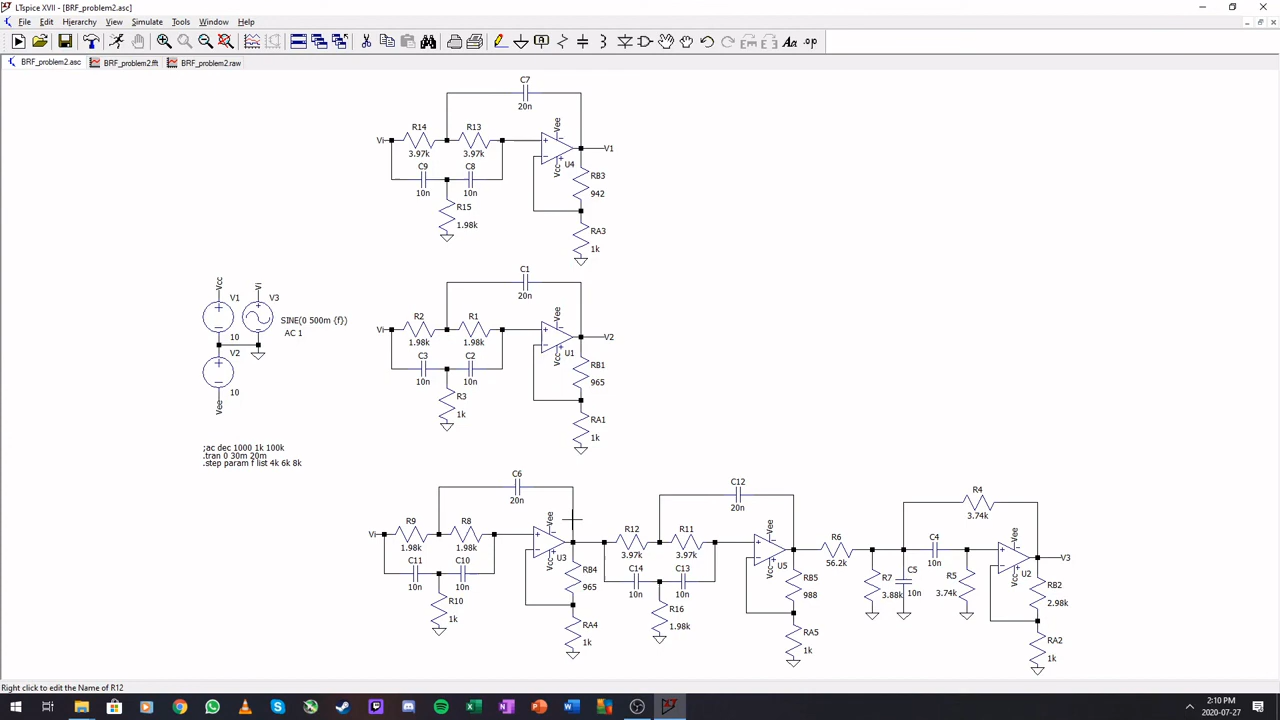 LTspice XVII - [BRF_problem2.asc]
File Edit Hierarchy View Simulate Tools Window Help
.op
BRF_problem2.asc BRF_problem2.fft BRF_problem2.raw
C7
20n
Vee
R14 R13
Vi
3.97k 3.97k
V1
U4
Vcc
C9 C8
10n 10n
RB3
942
R15
1.98k
RA3
1k
C1
20n
Vee
R2 R1
Vi
1.98k 1.98k
V2
U1
Vcc
C3 C2
10n 10n
RB1
965
R3
1k
RA1
1k
Vcc Vi
V1 V3
SINE(0 500m {f})
AC 1
10
V2
10
Vee
;ac dec 1000 1k 100k
.tran 0 30m 20m
.step param f list 4k 6k 8k
C6
20n
Vee
R9 R8
Vi
1.98k 1.98k
U3
Vcc
C11 C10
10n 10n
RB4
965
R10
1k
RA4
1k
C12
20n
Vee
R12 R11
3.97k 3.97k
U5
Vcc
C14 C13
10n 10n
RB5
988
R16
1.98k
RA5
1k
R6
56.2k
R4
3.74k
C4
10n
Vee
V3
U2
Vcc
R7
3.88k
C5
10n
R5
3.74k
RB2
2.98k
RA2
1k
Right click to edit the Name of R12
2:10 PM
2020-07-27